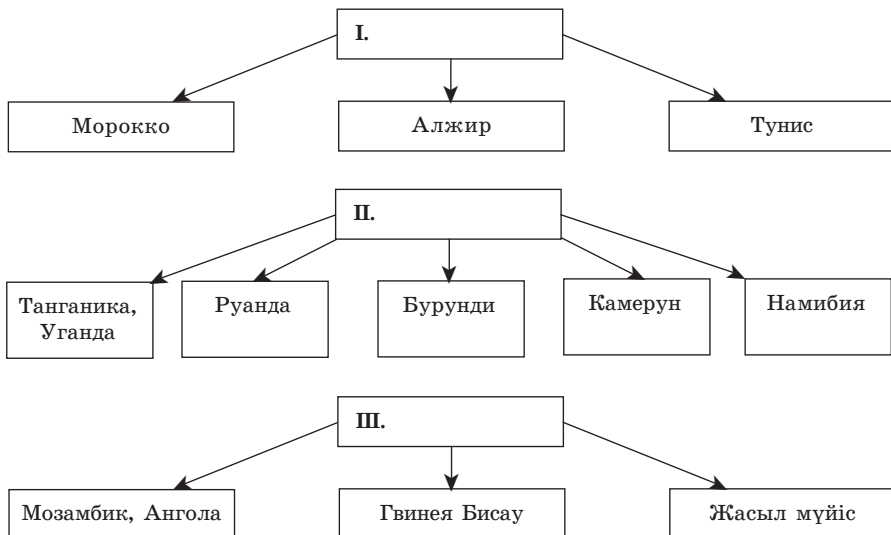 I.
Морокко
Алжир
Тунис
II.
Танганика,
Уганда
Руанда
Бурунди
Камерун
Намибия
III.
Мозамбик, Ангола
Гвинея Бисау
Жасыл мүйіс